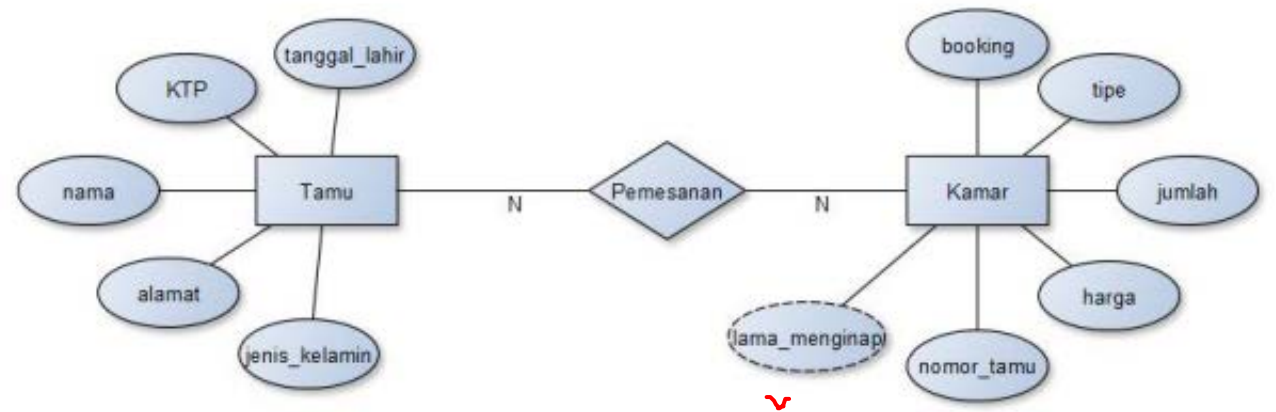 tanggal_lahir
booking
KTP
tipe
nama
Tamu
N
Pemesanan
N
Kamar
jumlah
alamat
harga
jenis_kelamin
lama_menginap
nomor_tamu